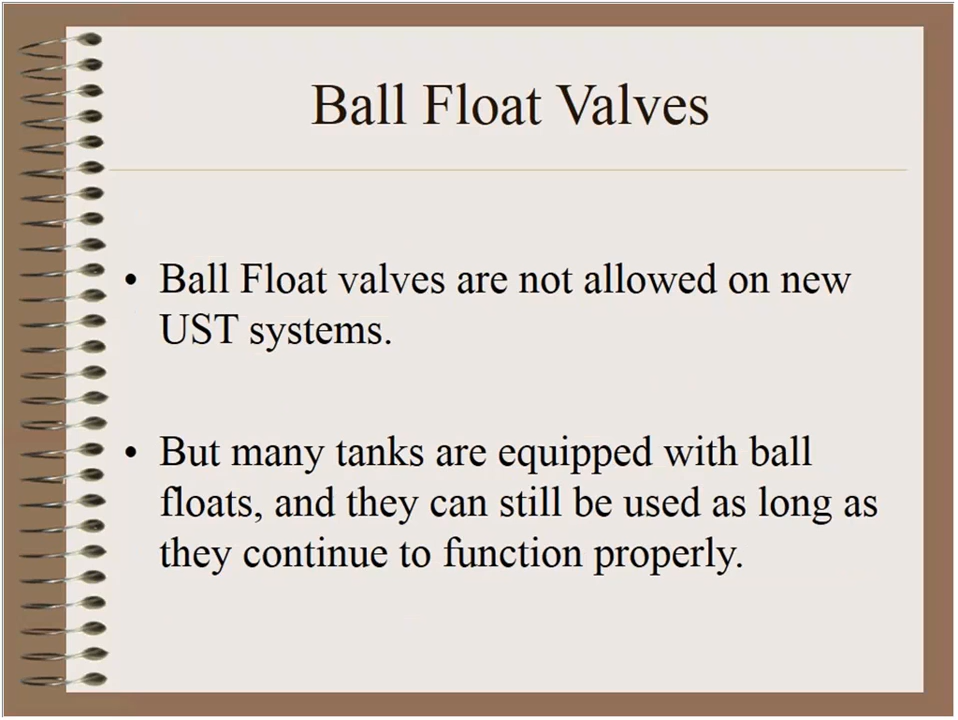 Ball Float Valves
• Ball Float valves are not allowed on new
UST systems.
• But many tanks are equipped with ball
floats, and they can still be used as long as
they continue to function properly.